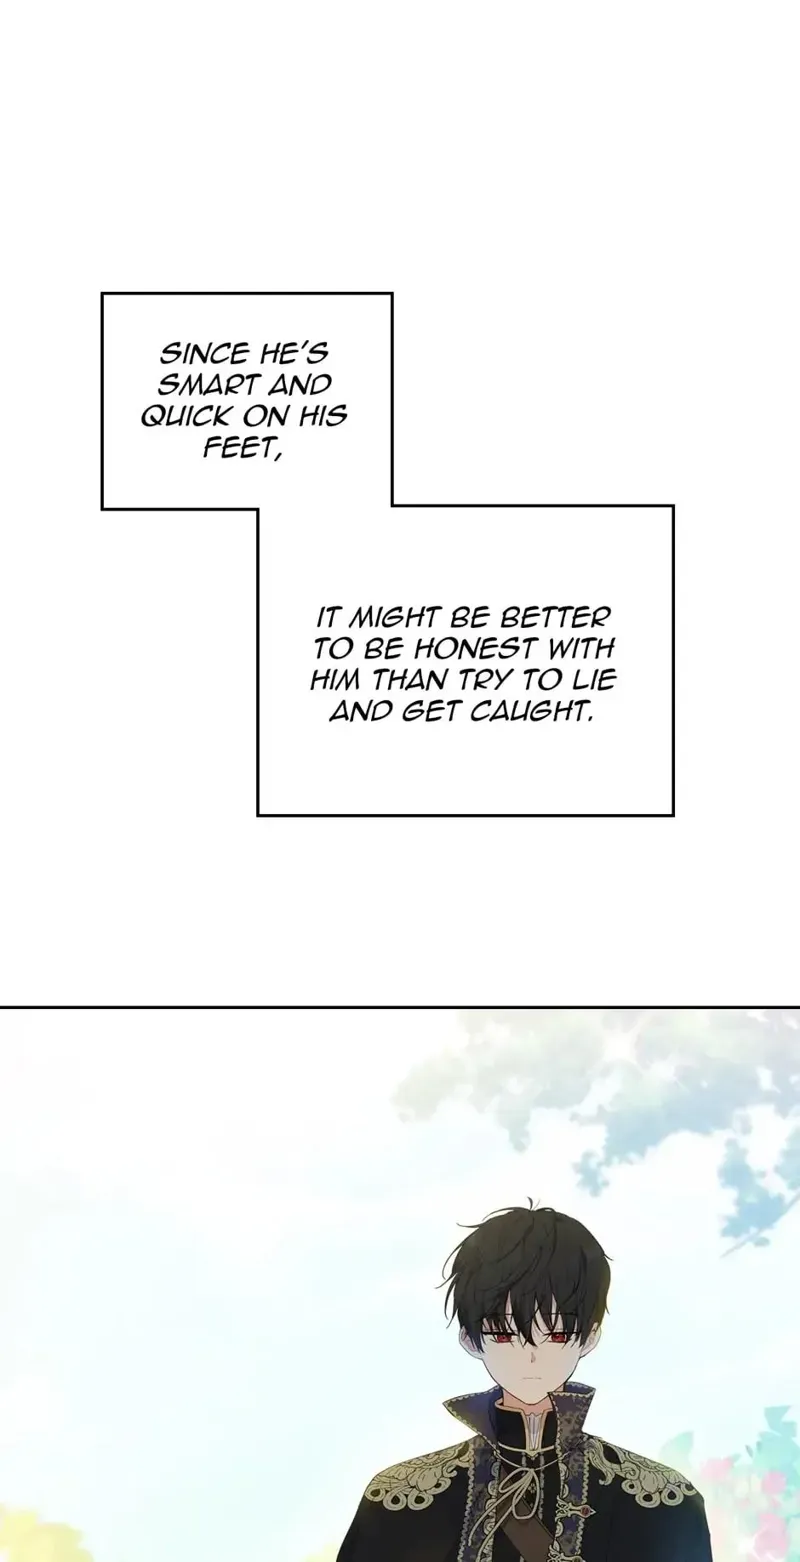 SINCE HE'S
SMART AND
QUICK ON HIS
FEET,
IT MIGHT BE BETTER
TO BE HONEST WITH
HIM THAN TRY TO LIE
AND GET CAUGHT.